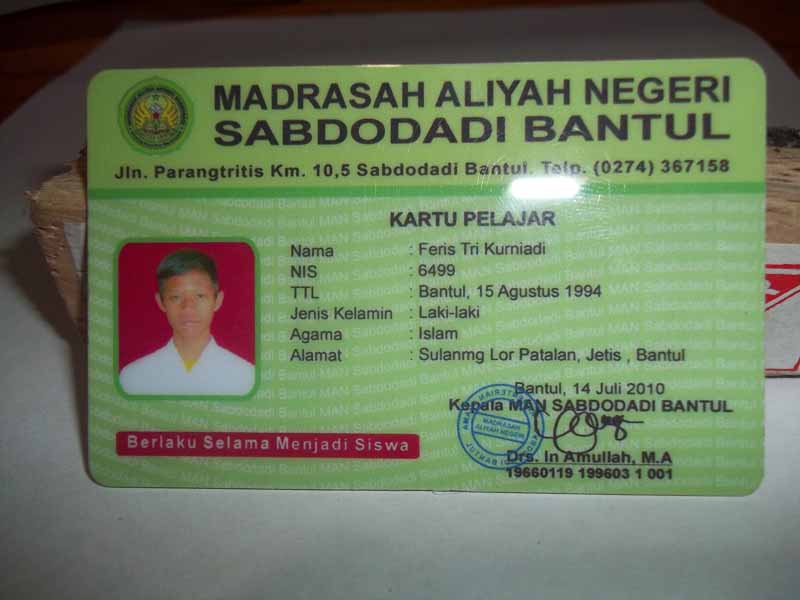 MADRASAH ALIYAH NEGERI
SABDODADI BANTUL
Jln. Parangtritis Km. 10,5 Sabdodadi Bantul. Telp. (0274) 367158
KARTU PELAJAR
Nama : Feris Tri Kurniadi
NIS : 6499
TTL : Bantul, 15 Agustus 1994
Jenis Kelamin : Laki-laki
Agama : Islam
Alamat : Sulanmg Lor Patalan, Jetis , Bantul
Berlaku Selama Menjadi Siswa
Bantul, 14 Juli 2010
Kepala MAN SABDODADI BANTUL
MADRASAH
ALIYAH NEGERI
Drs. In Amullah, M.A
19660119 199603 1 001